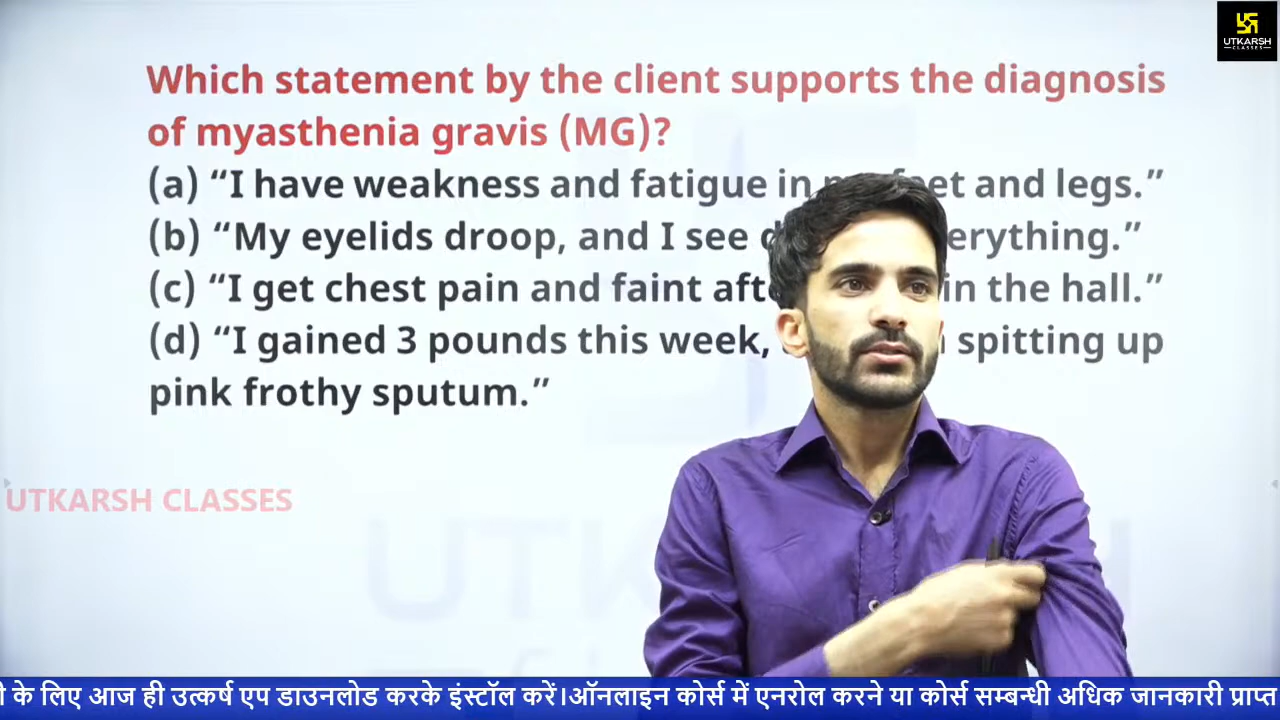 UTKARSH
CLASSES
Which statement by the client supports the diagnosis
of myasthenia gravis (MG)?
(a) “I have weakness and fatigue in feet and legs.”
(b) “My eyelids droop, and I see
(c) “I get chest pain and faint in the hall.”
(d) “I gained 3 pounds this week, spitting up
pink frothy sputum.”
UTKARSH CLASSES
के लिए आज ही उत्कर्ष एप डाउनलोड करके इंस्टॉल करें।ऑनलाइन कोर्स में एनरोल करने या कोर्स सम्बन्धी अधिक जानकारी प्राप्त